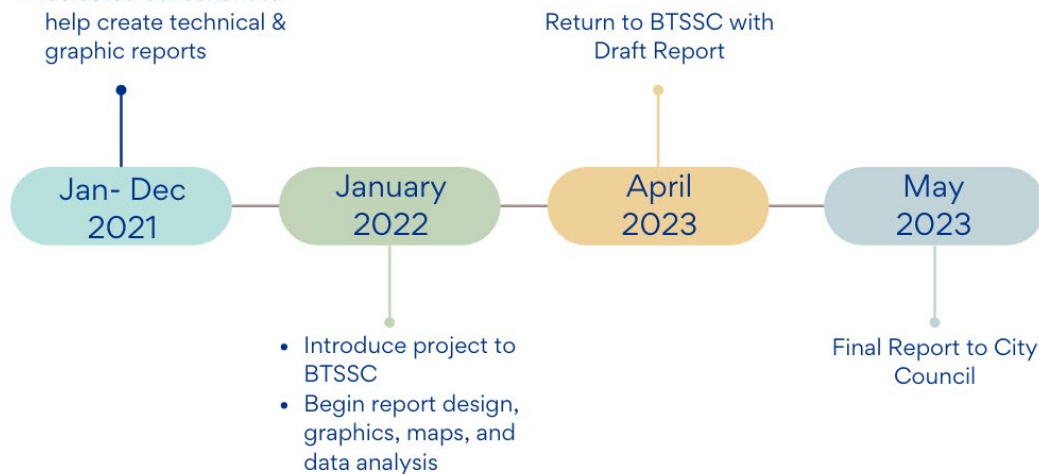 help create technical &
graphic reports
Return to BTSSC with
Draft Report
Jan- Dec
2021
January
2022
April
2023
May
2023
• Introduce project to
BTSSC
• Begin report design,
graphics, maps, and
data analysis
Final Report to City
Council